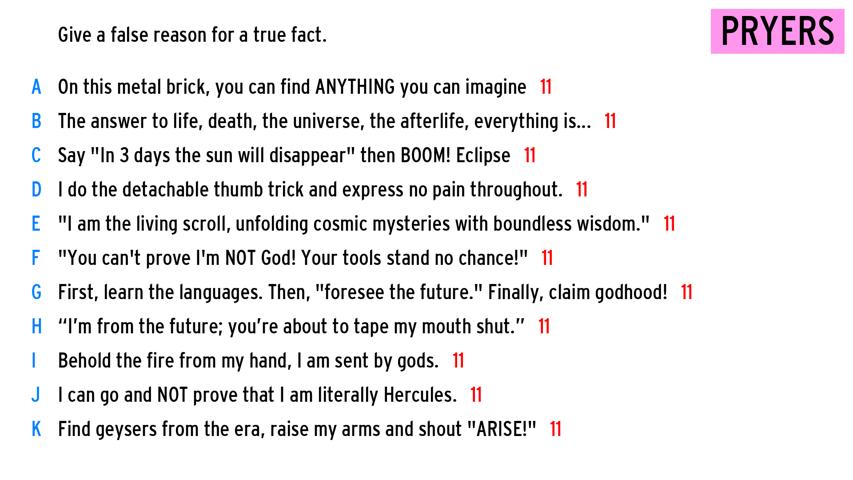 Give a false reason for a true fact.
PRYERS
A On this metal brick, you can find ANYTHING you can imagine 11
B The answer to life, death, the universe, the afterlife, everything is... 11
C Say "In 3 days the sun will disappear" then BOOM! Eclipse 11
D I do the detachable thumb trick and express no pain throughout. 11
E "I am the living scroll, unfolding cosmic mysteries with boundless wisdom." 11
F "You can't prove I'm NOT God! Your tools stand no chance!" 11
G First, learn the languages. Then, "foresee the future." Finally, claim godhood! 11
H “I’m from the future; you’re about to tape my mouth shut.” 11
I Behold the fire from my hand, I am sent by gods. 11
J I can go and NOT prove that I am literally Hercules. 11
K Find geysers from the era, raise my arms and shout "ARISE!" 11